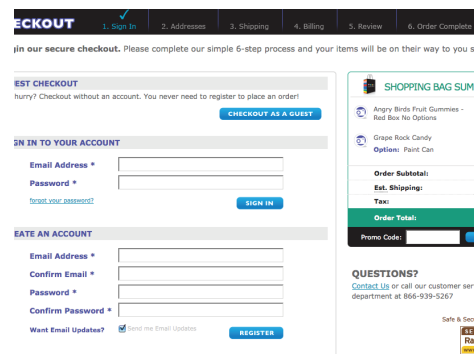 ECKOUT 1. Sign In 2. Addresses 3. Shipping 4. Billing 5. Review 6. Order Complete
gin our secure checkout. Please complete our simple 6-step process and your items will be on their way to you s
EST CHECKOUT
hurry? Checkout without an account. You never need to register to place an order!
CHECKOUT AS A GUEST
GN IN TO YOUR ACCOUNT
Email Address *
Password *
forgot your password?
SIGN IN
EATE AN ACCOUNT
Email Address *
Confirm Email *
Password *
Confirm Password *
Want Email Updates? Send me Email Updates
REGISTER
SHOPPING BAG SUM
Angry Birds Fruit Gummies -
Red Box No Options
Grape Rock Candy
Option: Paint Can
Order Subtotal:
Est. Shipping:
Tax:
Order Total:
Promo Code:
QUESTIONS?
Contact Us or call our customer ser
department at 866-939-5267
Safe & Sec